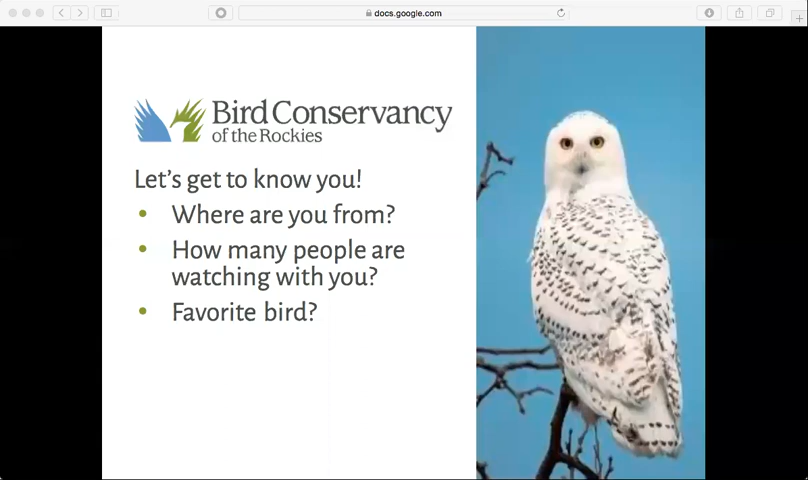 docs.google.com
Bird Conservancy
of the Rockies
Let's get to know you!
• Where are you from?
• How many people are
watching with you?
• Favorite bird?